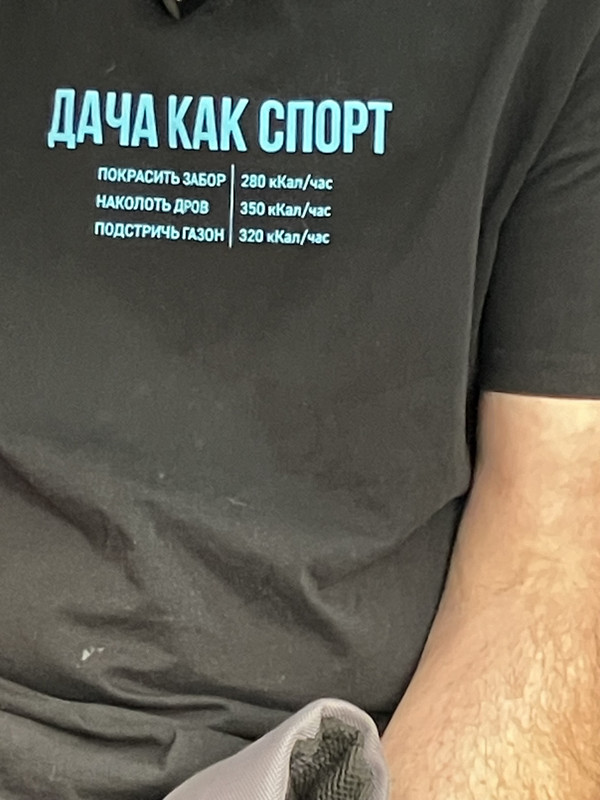 ДАЧА КАК СПОРТ
ПОКРАСИТЬ ЗАБОР 280 кКал/час
НАКОЛОТЬ ДРОВ 350 кКал/час
ПОДСТРИЧЬ ГАЗОН 320 кКал/час